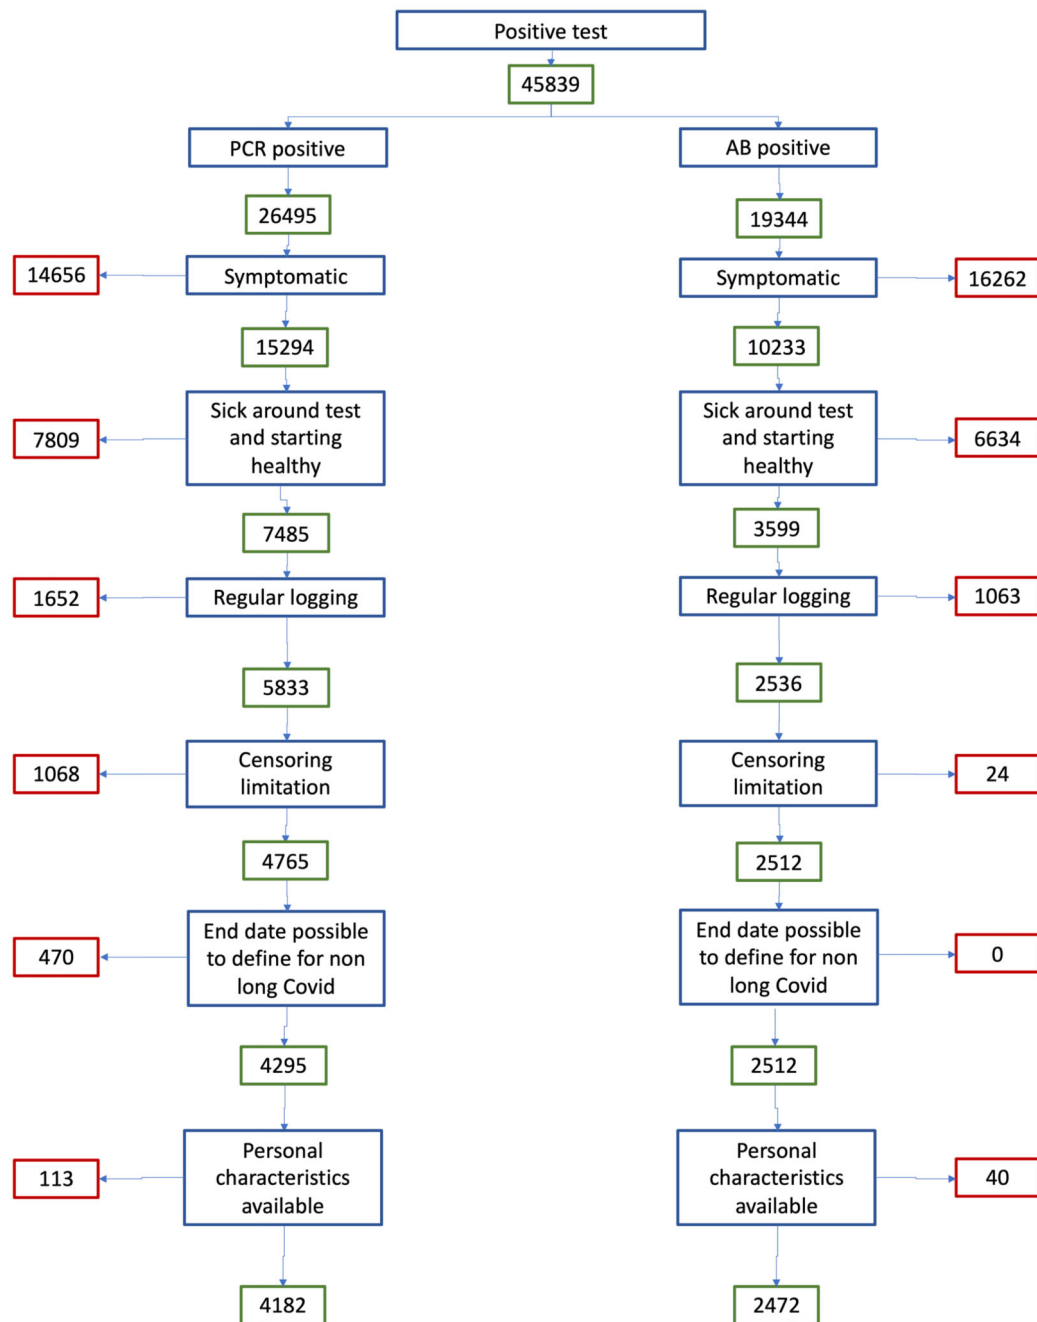 Positive test
45839
PCR positive
AB positive
26495
19344
14656
Symptomatic
Symptomatic
16262
15294
10233
7809
Sick around test
and starting
healthy
Sick around test
and starting
healthy
6634
7485
3599
1652
Regular logging
Regular logging
1063
5833
2536
1068
Censoring
limitation
Censoring
limitation
24
4765
2512
470
End date possible
to define for non
long Covid
End date possible
to define for non
long Covid
0
4295
2512
113
Personal
characteristics
available
Personal
characteristics
available
40
4182
2472